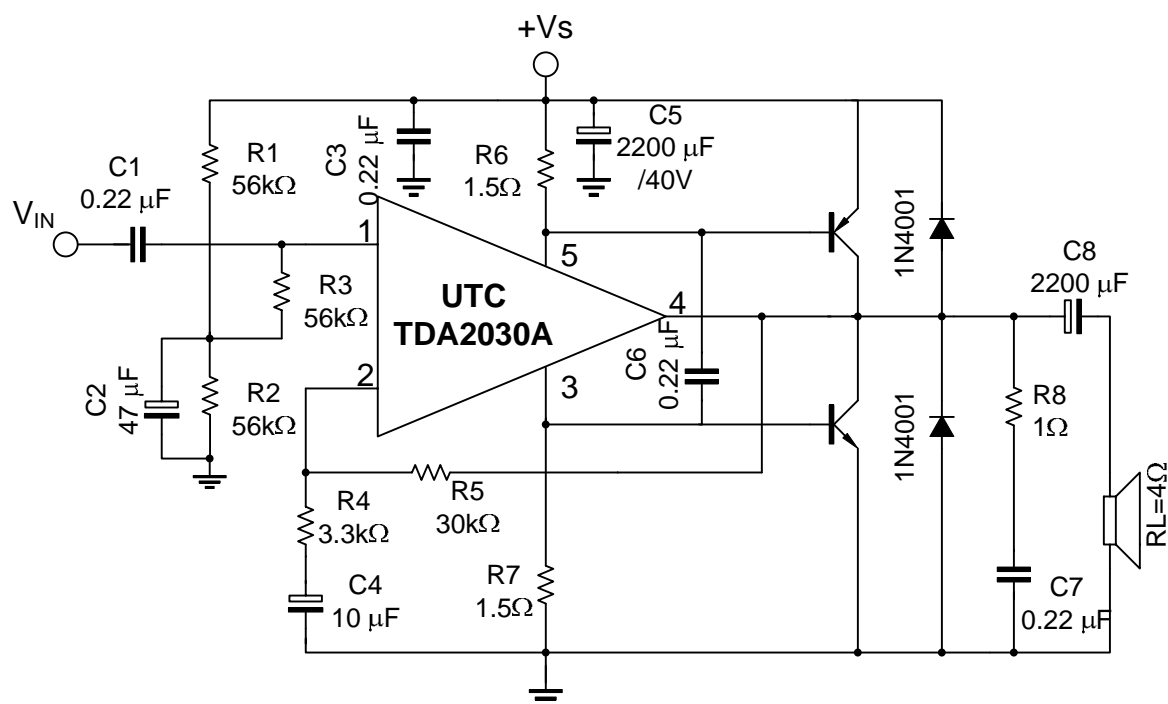 +Vs
C1
0.22 μF
VIN
R1
56kΩ
C3
0.22 μF
R6
1.5Ω
C5
2200 μF
/40V
1N4001
C8
2200 μF
1
5
R3
56kΩ
UTC
TDA2030A
4
C6
0.22 μF
2
3
C2
47 μF
R2
56kΩ
1N4001
R8
1Ω
R5
30kΩ
R4
3.3kΩ
RL=4Ω
C4
10 μF
R7
1.5Ω
C7
0.22 μF